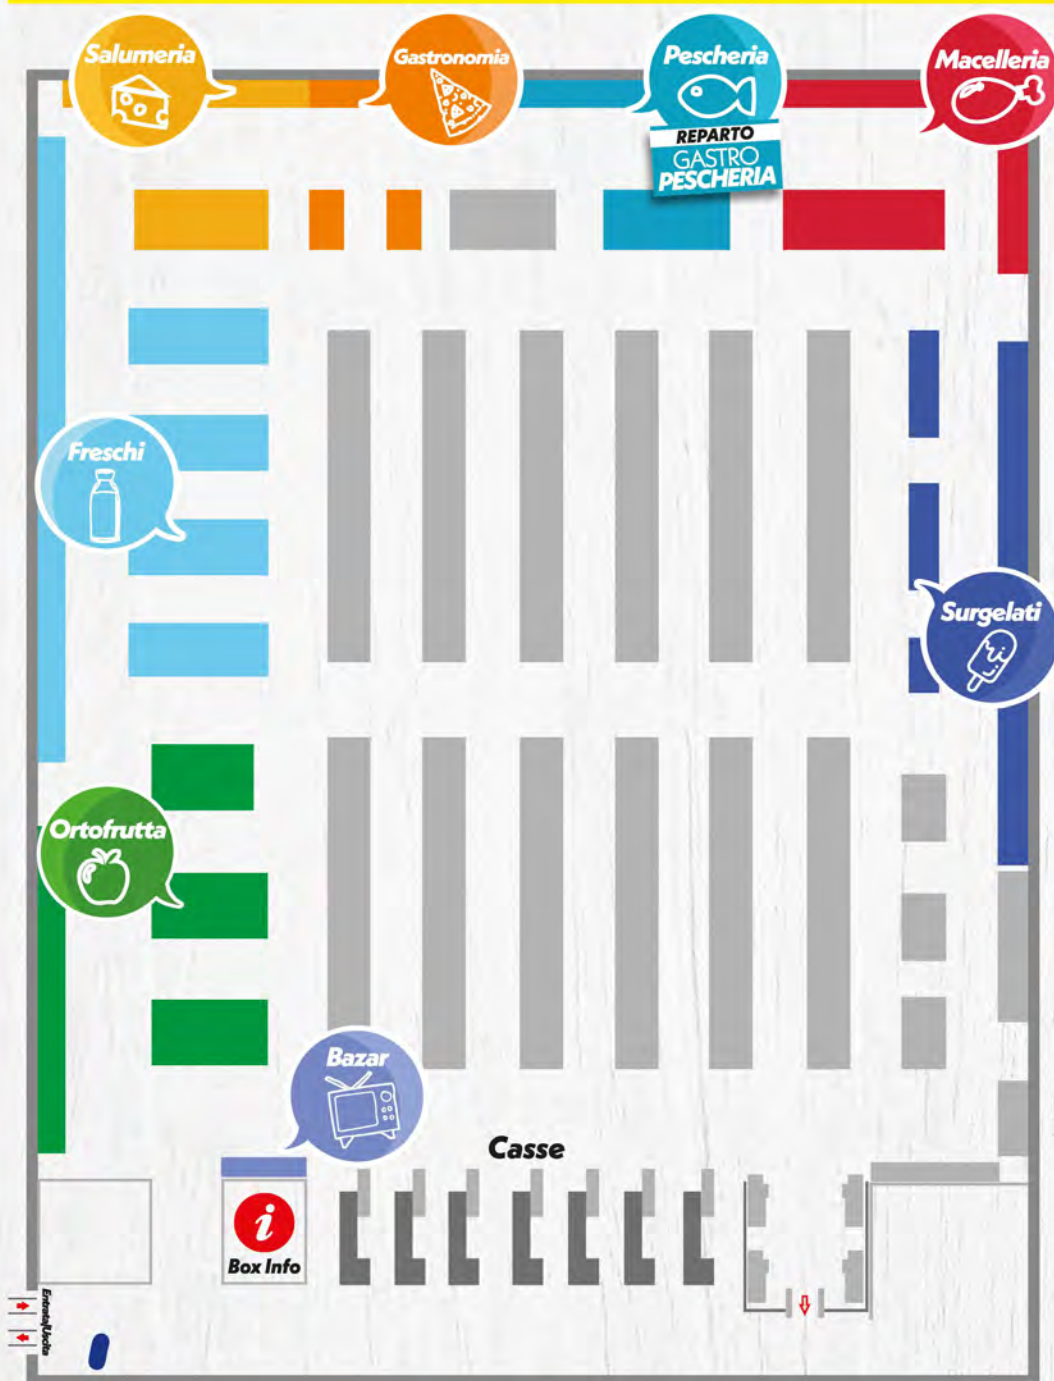 Salumeria
Gastronomia
Pescheria
REPARTO
GASTRO
PESCHERIA
Macelleria
Freschi
Surgelati
Ortofrutta
Bazar
Casse
i
Box Info
Entrata/Uscita